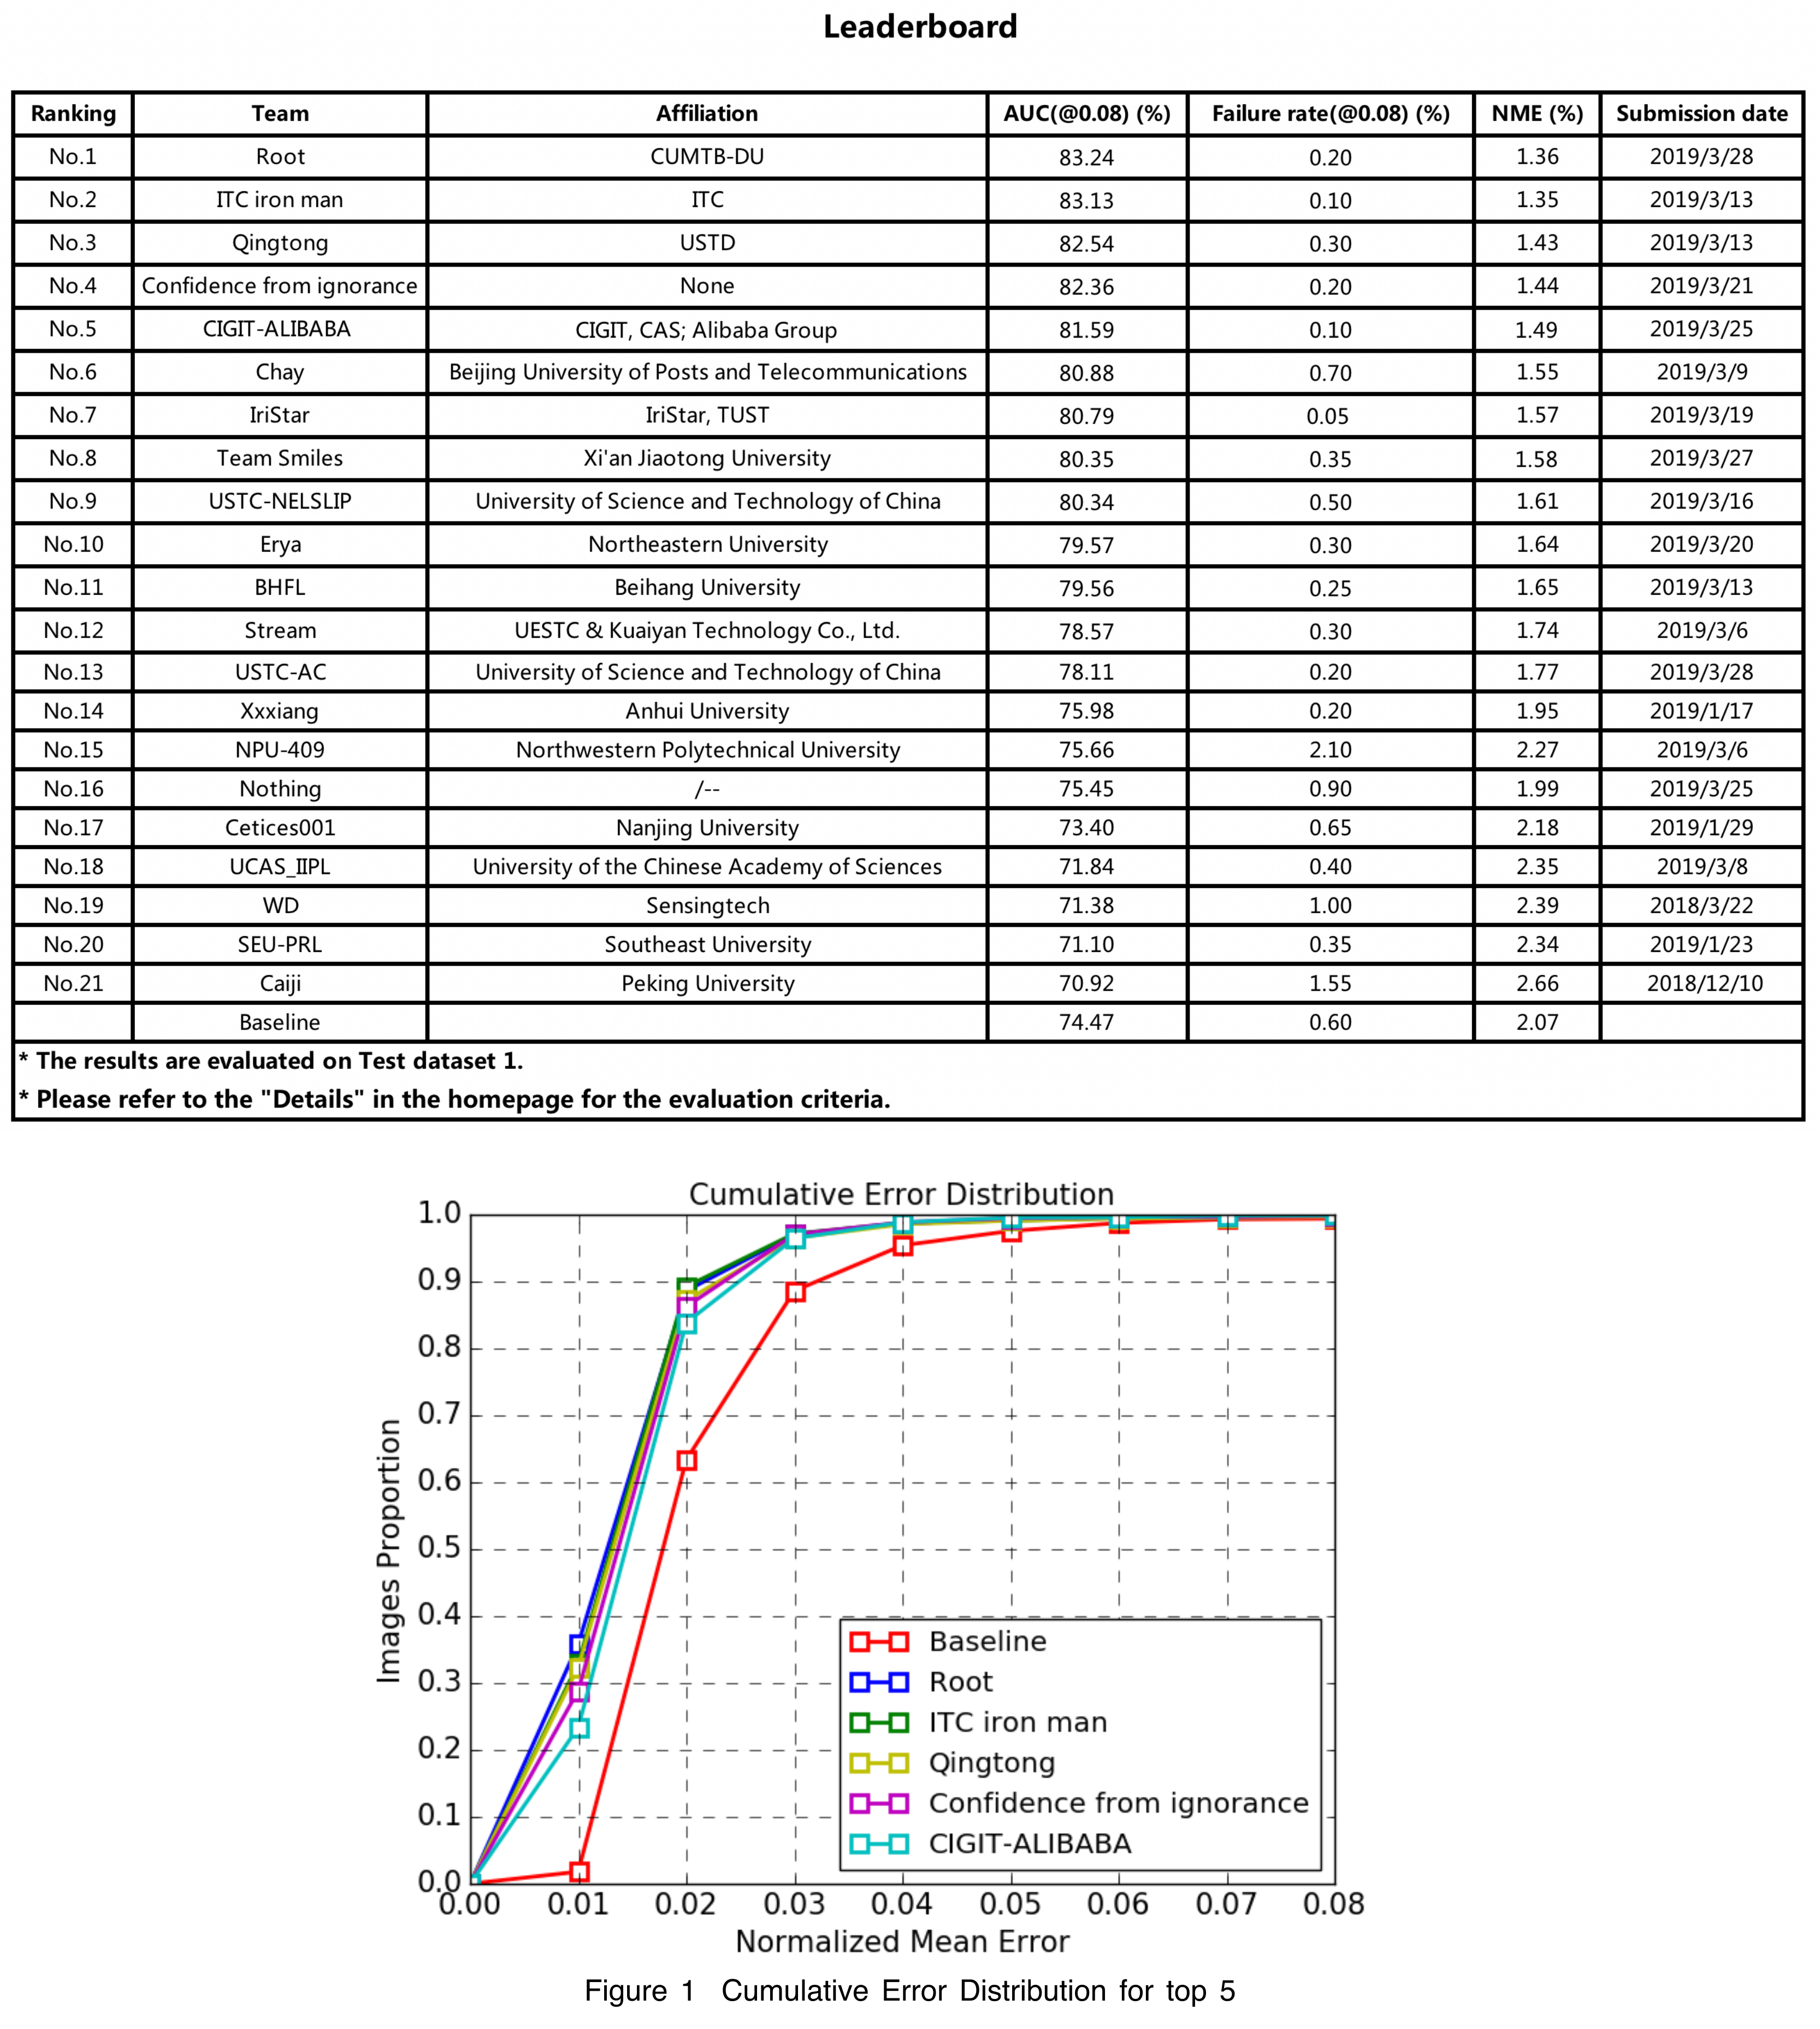 Leaderboard
Ranking Team Affiliation AUC(@0.08) (%) Failure rate(@0.08) (%) NME (%) Submission date
No.1 Root CUMTB-DU 83.24 0.20 1.36 2019/3/28
No.2 ITC iron man ITC 83.13 0.10 1.35 2019/3/13
No.3 Qingtong USTD 82.54 0.30 1.43 2019/3/13
No.4 Confidence from ignorance None 82.36 0.20 1.44 2019/3/21
No.5 CIGIT-ALIBABA CIGIT, CAS; Alibaba Group 81.59 0.10 1.49 2019/3/25
No.6 Chay Beijing University of Posts and Telecommunications 80.88 0.70 1.55 2019/3/9
No.7 IriStar IriStar, TUST 80.79 0.05 1.57 2019/3/19
No.8 Team Smiles Xi'an Jiaotong University 80.35 0.35 1.58 2019/3/27
No.9 USTC-NELSLIP University of Science and Technology of China 80.34 0.50 1.61 2019/3/16
No.10 Erya Northeastern University 79.57 0.30 1.64 2019/3/20
No.11 BHFL Beihang University 79.56 0.25 1.65 2019/3/13
No.12 Stream UESTC & Kuaiyan Technology Co., Ltd. 78.57 0.30 1.74 2019/3/6
No.13 USTC-AC University of Science and Technology of China 78.11 0.20 1.77 2019/3/28
No.14 Xxxiang Anhui University 75.98 0.20 1.95 2019/1/17
No.15 NPU-409 Northwestern Polytechnical University 75.66 2.10 2.27 2019/3/6
No.16 Nothing /-- 75.45 0.90 1.99 2019/3/25
No.17 Cetices001 Nanjing University 73.40 0.65 2.18 2019/1/29
No.18 UCAS_IIPL University of the Chinese Academy of Sciences 71.84 0.40 2.35 2019/3/8
No.19 WD Sensingtech 71.38 1.00 2.39 2018/3/22
No.20 SEU-PRL Southeast University 71.10 0.35 2.34 2019/1/23
No.21 Caiji Peking University 70.92 1.55 2.66 2018/12/10
Baseline 74.47 0.60 2.07
* The results are evaluated on Test dataset 1.
* Please refer to the "Details" in the homepage for the evaluation criteria.
Cumulative Error Distribution
1.0
0.9
0.8
0.7
0.6
0.5
0.4
0.3
0.2
0.1
0.0
Images Proportion
Baseline
Root
ITC iron man
Qingtong
Confidence from ignorance
CIGIT-ALIBABA
0.00 0.01 0.02 0.03 0.04 0.05 0.06 0.07 0.08
Normalized Mean Error
Figure 1 Cumulative Error Distribution for top 5